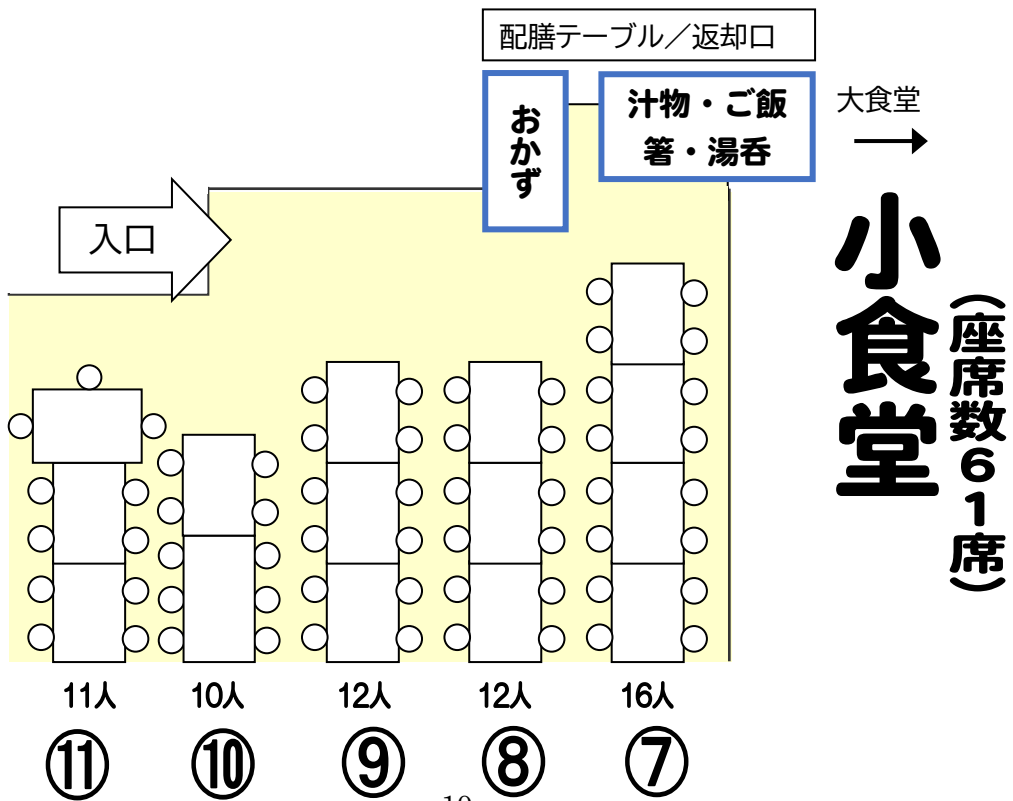 配膳テーブル／返却口
おかず
汁物・ご飯
箸・湯呑
大食堂
入口
小食堂
（座席数６１席）
11人
10人
12人
12人
16人
⑪
⑩
⑨
⑧
⑦